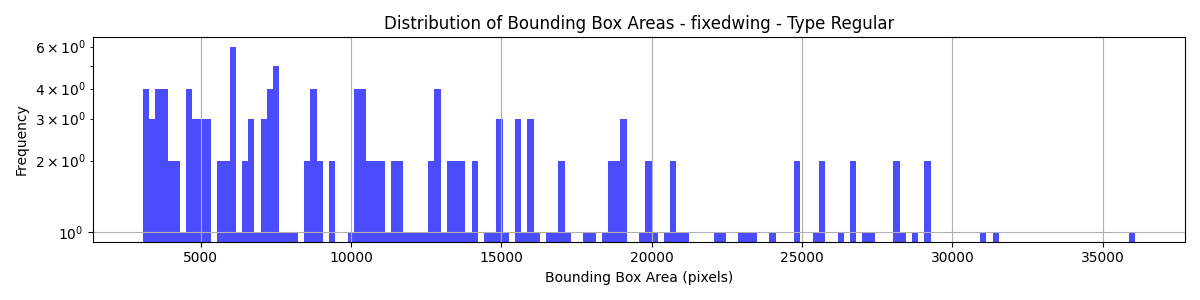 Distribution of Bounding Box Areas - fixedwing - Type Regular
Frequency
6 × 10⁰
4 × 10⁰
3 × 10⁰
2 × 10⁰
10⁰
5000 10000 15000 20000 25000 30000 35000
Bounding Box Area (pixels)